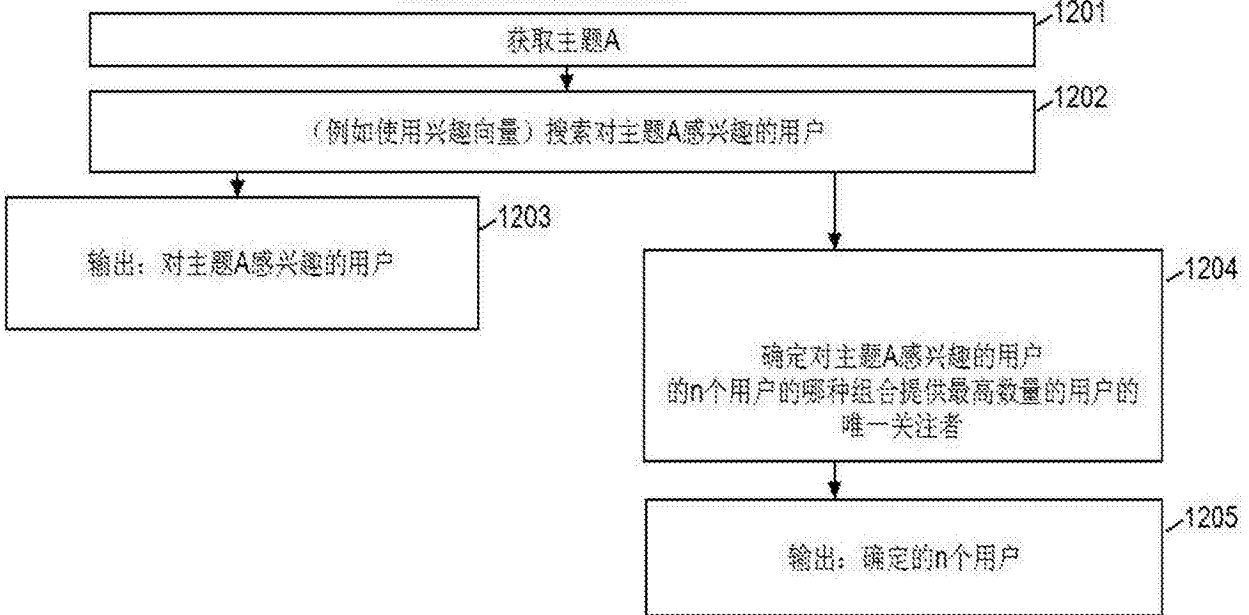 1201
获取主题A
1202
（例如使用兴趣向量）搜索对主题A感兴趣的用户
1203
输出：对主题A感兴趣的用户
1204
确定对主题A感兴趣的用户
的n个用户的哪种组合提供最高数量的用户的
唯一关注者
1205
输出：确定的n个用户